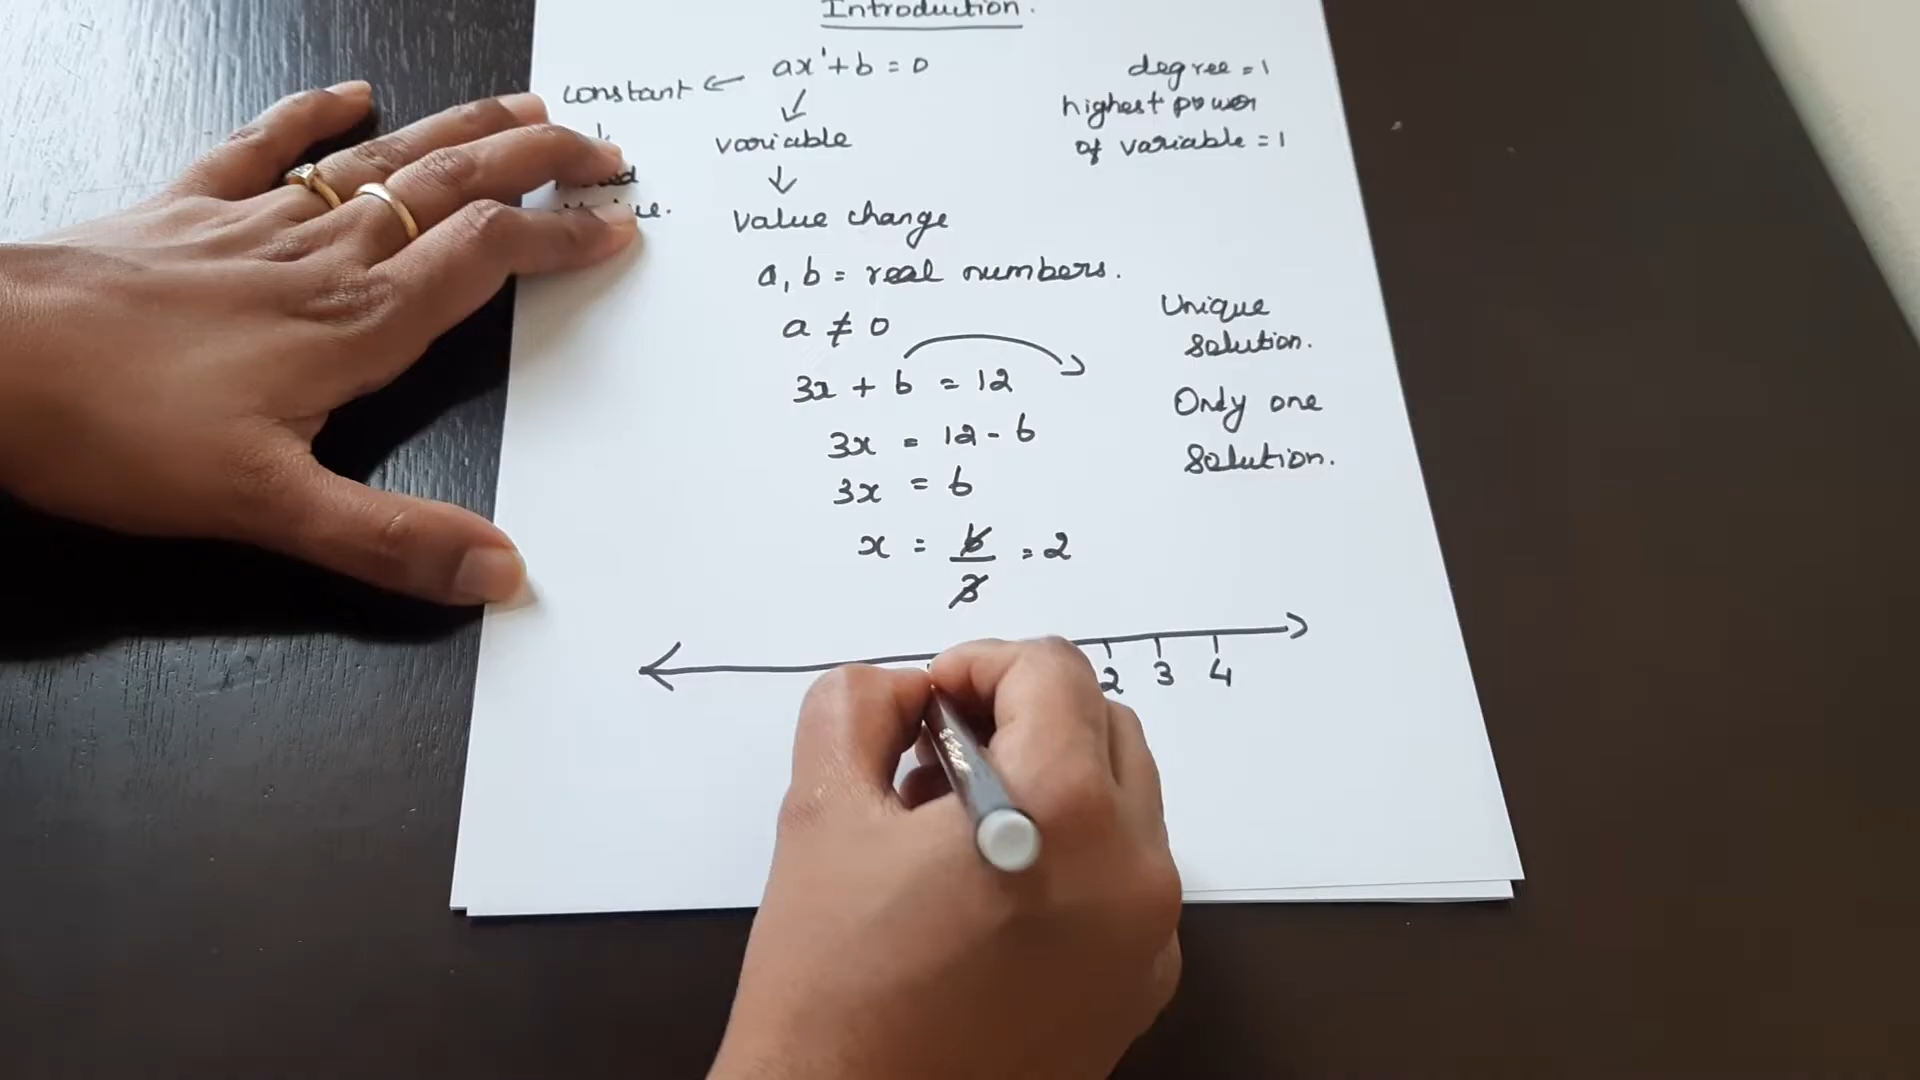 Introduction.
ax¹ + b = 0
constant ←
↓
variable
↓
value change
a, b = real numbers.
a ≠ 0
3x + 6 = 12
3x = 12 - 6
3x = 6
x = 6/3 = 2
degree = 1
highest power
of variable = 1
Unique
solution.
Only one
solution.
2 3 4